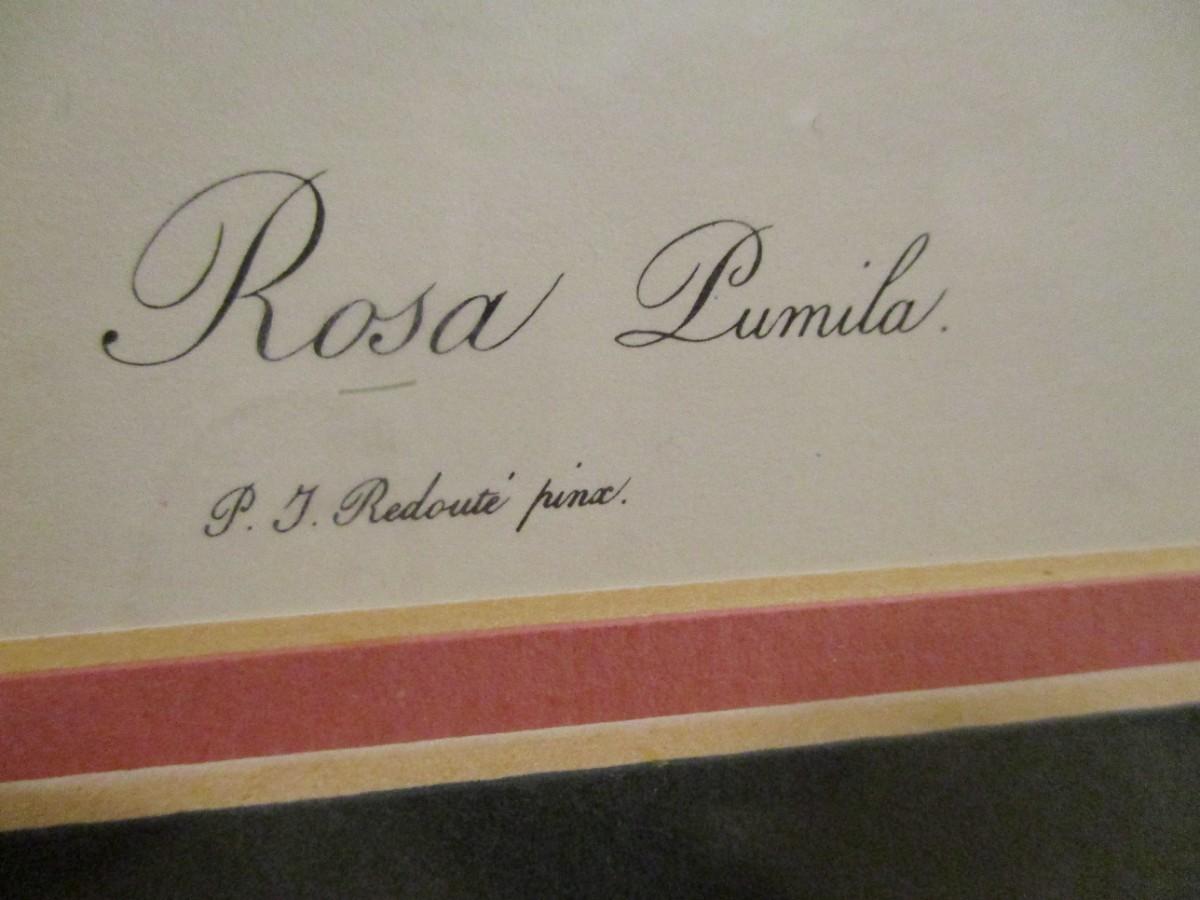 Rosa Pumila.
P. J. Redouté pinx.